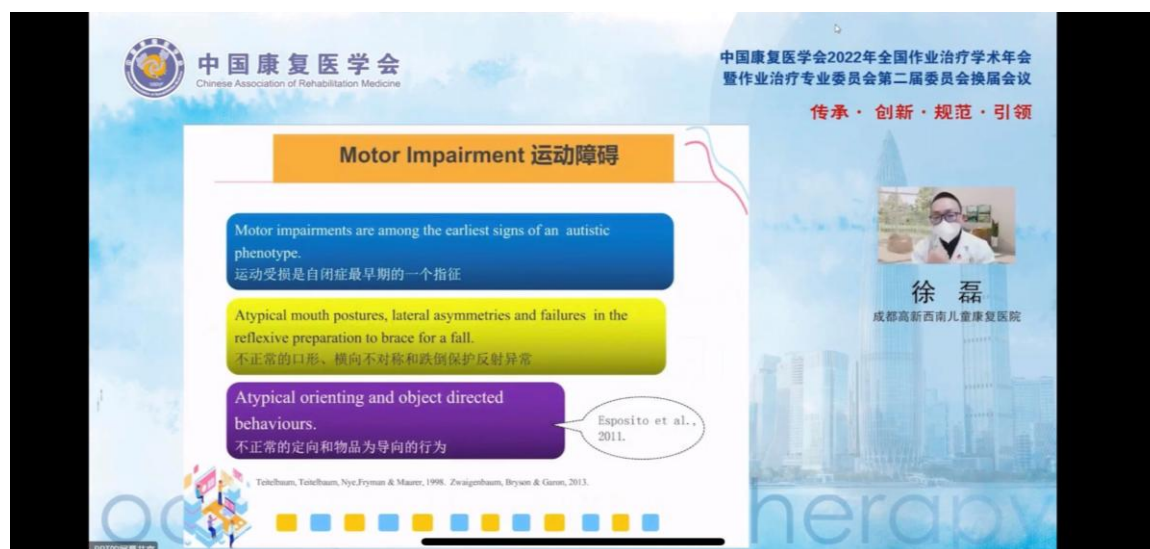 中国康复医学会
Chinese Association of Rehabilitation Medicine
中国康复医学会2022年全国作业治疗学术年会
暨作业治疗专业委员会第二届委员会换届会议
传承 · 创新 · 规范 · 引领
Motor Impairment 运动障碍
Motor impairments are among the earliest signs of an autistic
phenotype.
运动受损是自闭症最早期的一个指征
Atypical mouth postures, lateral asymmetries and failures in the
reflexive preparation to brace for a fall.
不正常的口形、横向不对称和跌倒保护反射异常
Atypical orienting and object directed
behaviours.
不正常的定向和物品为导向的行为
Esposito et al.,
2011.
Teitelbaum, Teitelbaum, Nye,Fryman & Maurer, 1998. Zwaigenbaum, Bryson & Garon, 2013.
徐 磊
成都高新西南儿童康复医院
herapy